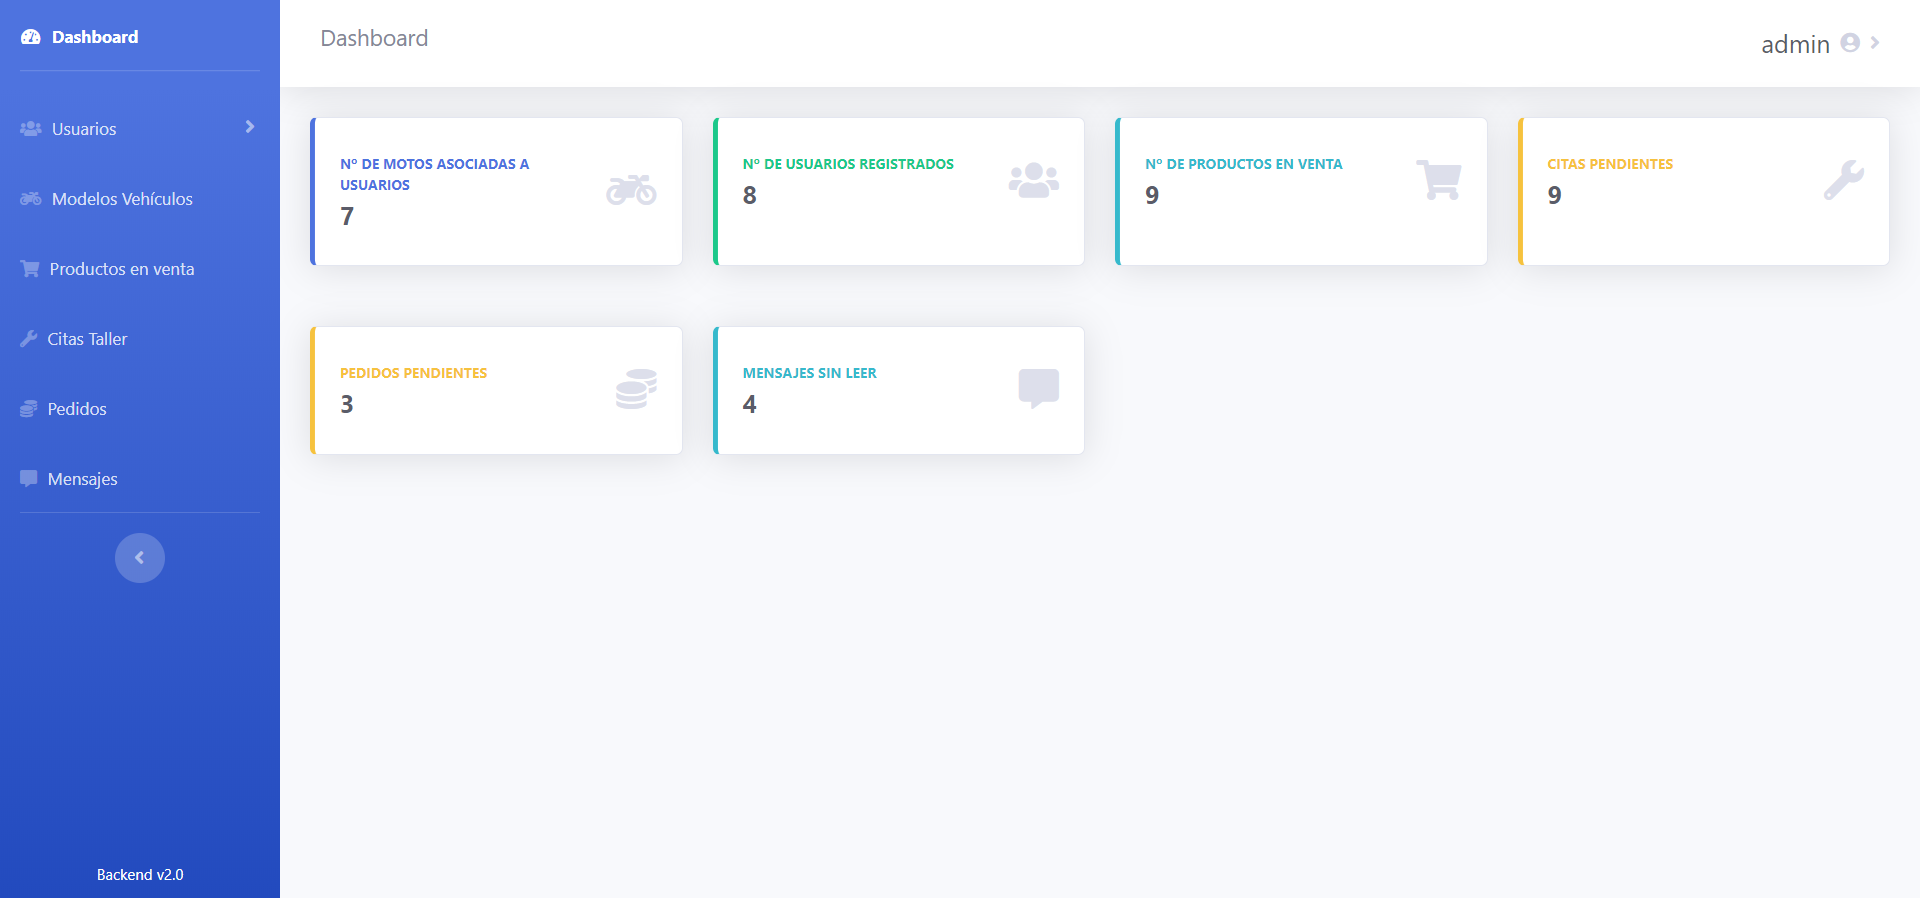 Dashboard
Usuarios
Modelos Vehículos
Productos en venta
Citas Taller
Pedidos
Mensajes
Backend v2.0
Dashboard
admin
Nº DE MOTOS ASOCIADAS A
USUARIOS
7
Nº DE USUARIOS REGISTRADOS
8
Nº DE PRODUCTOS EN VENTA
9
CITAS PENDIENTES
9
PEDIDOS PENDIENTES
3
MENSAJES SIN LEER
4